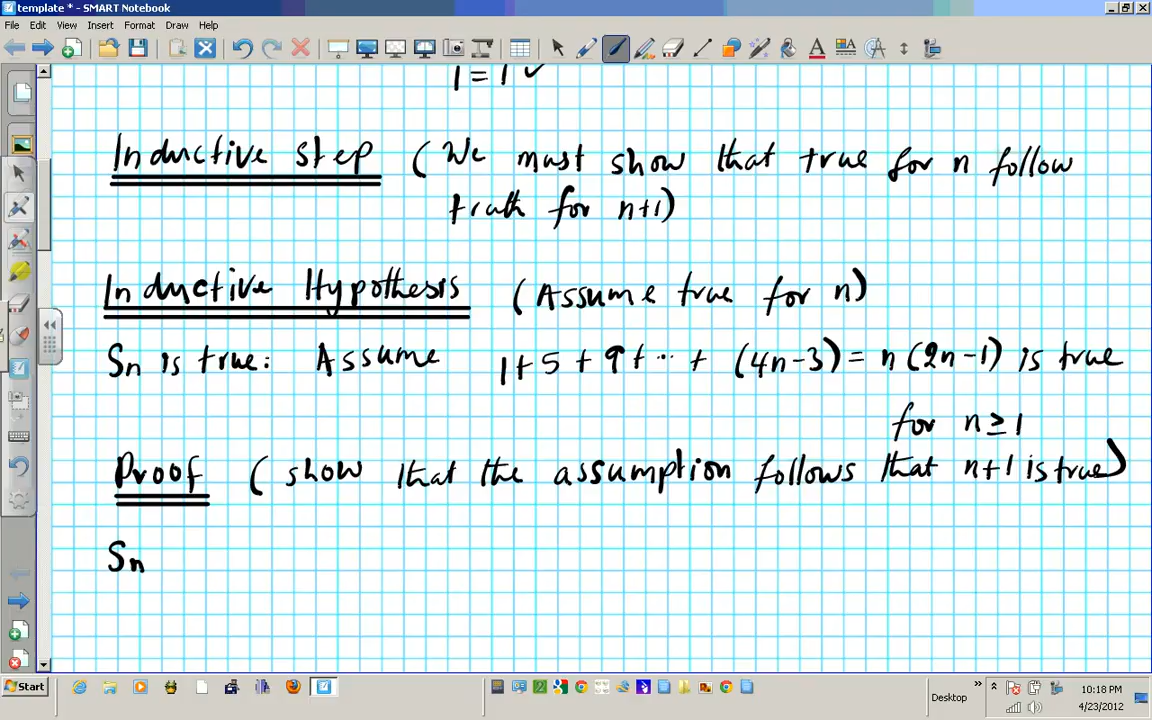 template * - SMART Notebook
File Edit View Insert Format Draw Help
1 = 1 ✓
Inductive step (We must show that true for n follow
truth for n+1)
Inductive Hypothesis (Assume true for n)
Sn is true: Assume 1+5+9+...+(4n-3) = n(2n-1) is true
for n ≥ 1
Proof (show that the assumption follows that n+1 is true)
Sn
Start
Desktop
10:18 PM
4/23/2012